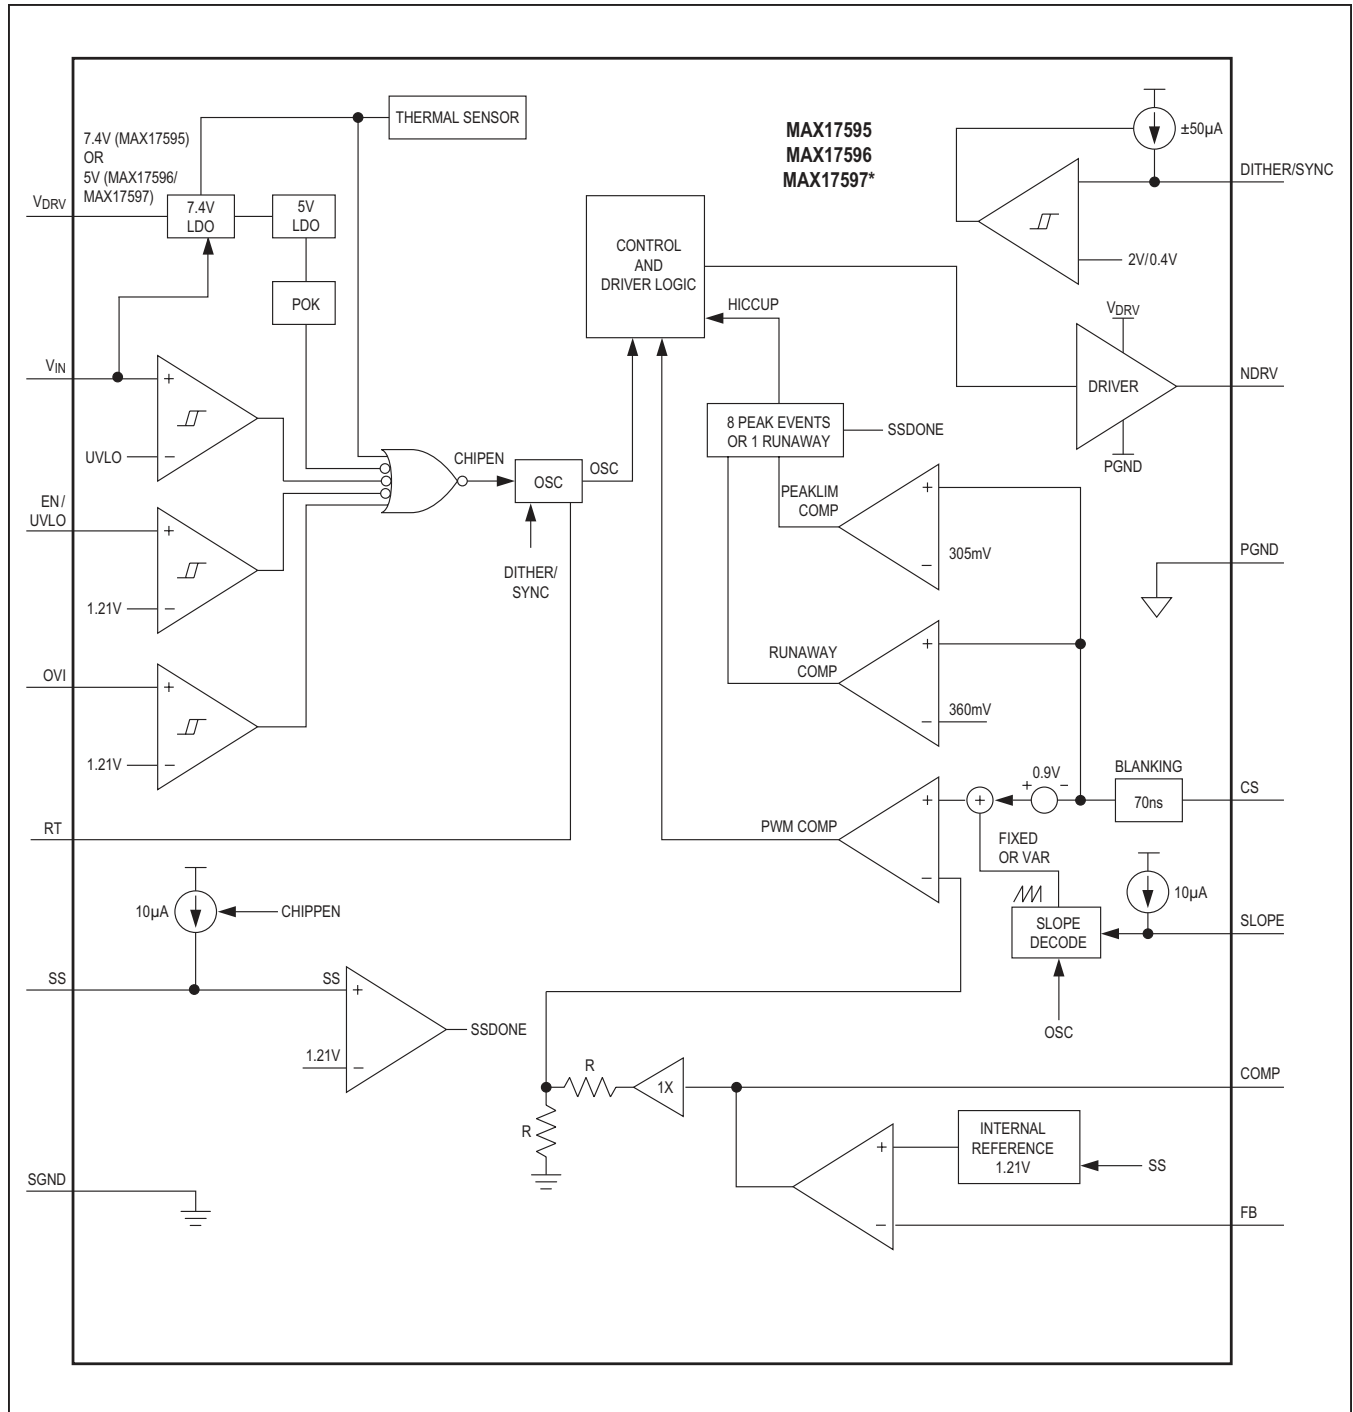 THERMAL SENSOR
MAX17595
MAX17596
MAX17597*
±50µA
7.4V (MAX17595)
OR
5V (MAX17596/
MAX17597)
DITHER/SYNC
VDRV
7.4V
LDO
5V
LDO
CONTROL
AND
DRIVER LOGIC
2V/0.4V
POK
HICCUP
VDRV
VIN
+
DRIVER
NDRV
8 PEAK EVENTS
OR 1 RUNAWAY
SSDONE
UVLO
−
CHIPEN
OSC
OSC
PGND
PEAKLIM
COMP
+
EN /
UVLO
+
305mV
−
PGND
DITHER/
SYNC
1.21V
−
RUNAWAY
COMP
+
OVI
+
360mV
−
1.21V
−
0.9V
+
−
BLANKING
70ns
CS
+
+
RT
PWM COMP
FIXED
OR VAR
−
10µA
10µA
CHIPPEN
SLOPE
DECODE
SLOPE
SS
SS
+
SSDONE
OSC
1.21V
−
R
1X
COMP
R
+
INTERNAL
REFERENCE
1.21V
SS
SGND
−
FB